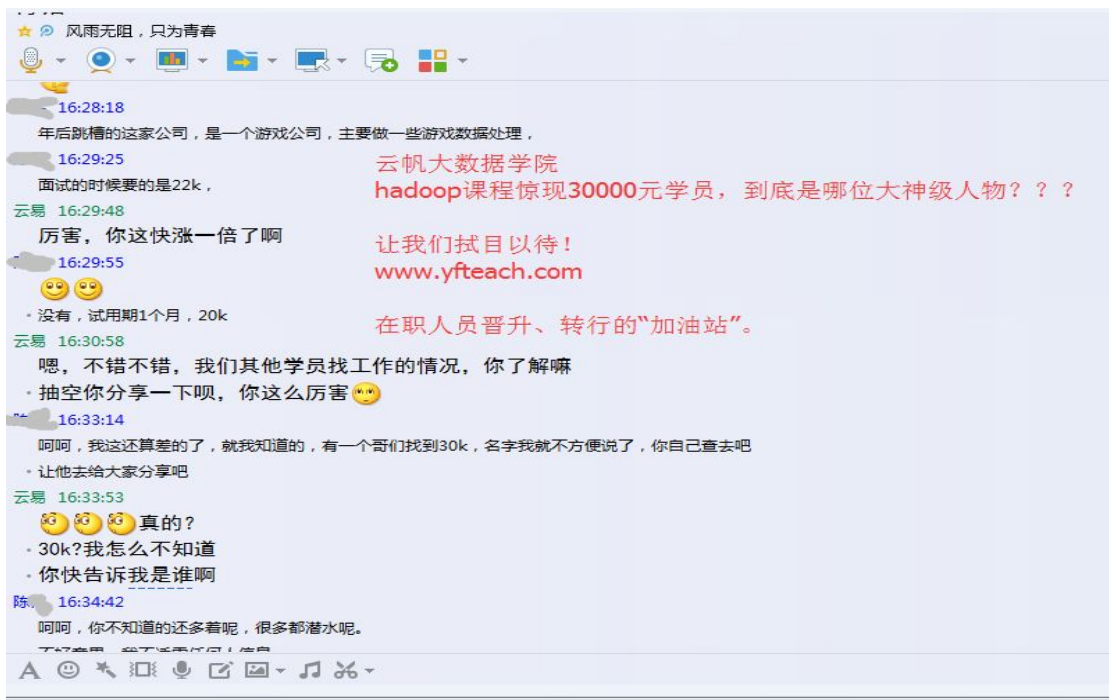 风雨无阻，只为青春
16:28:18
年后跳槽的这家公司，是一个游戏公司，主要做一些游戏数据处理，
16:29:25
面试的时候要的是22k，
云易 16:29:48
厉害，你这快涨一倍了啊
16:29:55
·没有，试用期1个月，20k
云易 16:30:58
嗯，不错不错，我们其他学员找工作的情况，你了解嘛
·抽空你分享一下呗，你这么厉害
16:33:14
呵呵，我这还算差的了，就我知道的，有一个哥们找到30k，名字我就不方便说了，你自己查去吧
·让他去给大家分享吧
云易 16:33:53
真的？
·30k?我怎么不知道
·你快告诉我是谁啊
陈 16:34:42
呵呵，你不知道的还多着呢，很多都潜水呢。
云帆大数据学院
hadoop课程惊现30000元学员，到底是哪位大神级人物？？？
让我们拭目以待！
www.yfteach.com
在职人员晋升、转行的“加油站”。